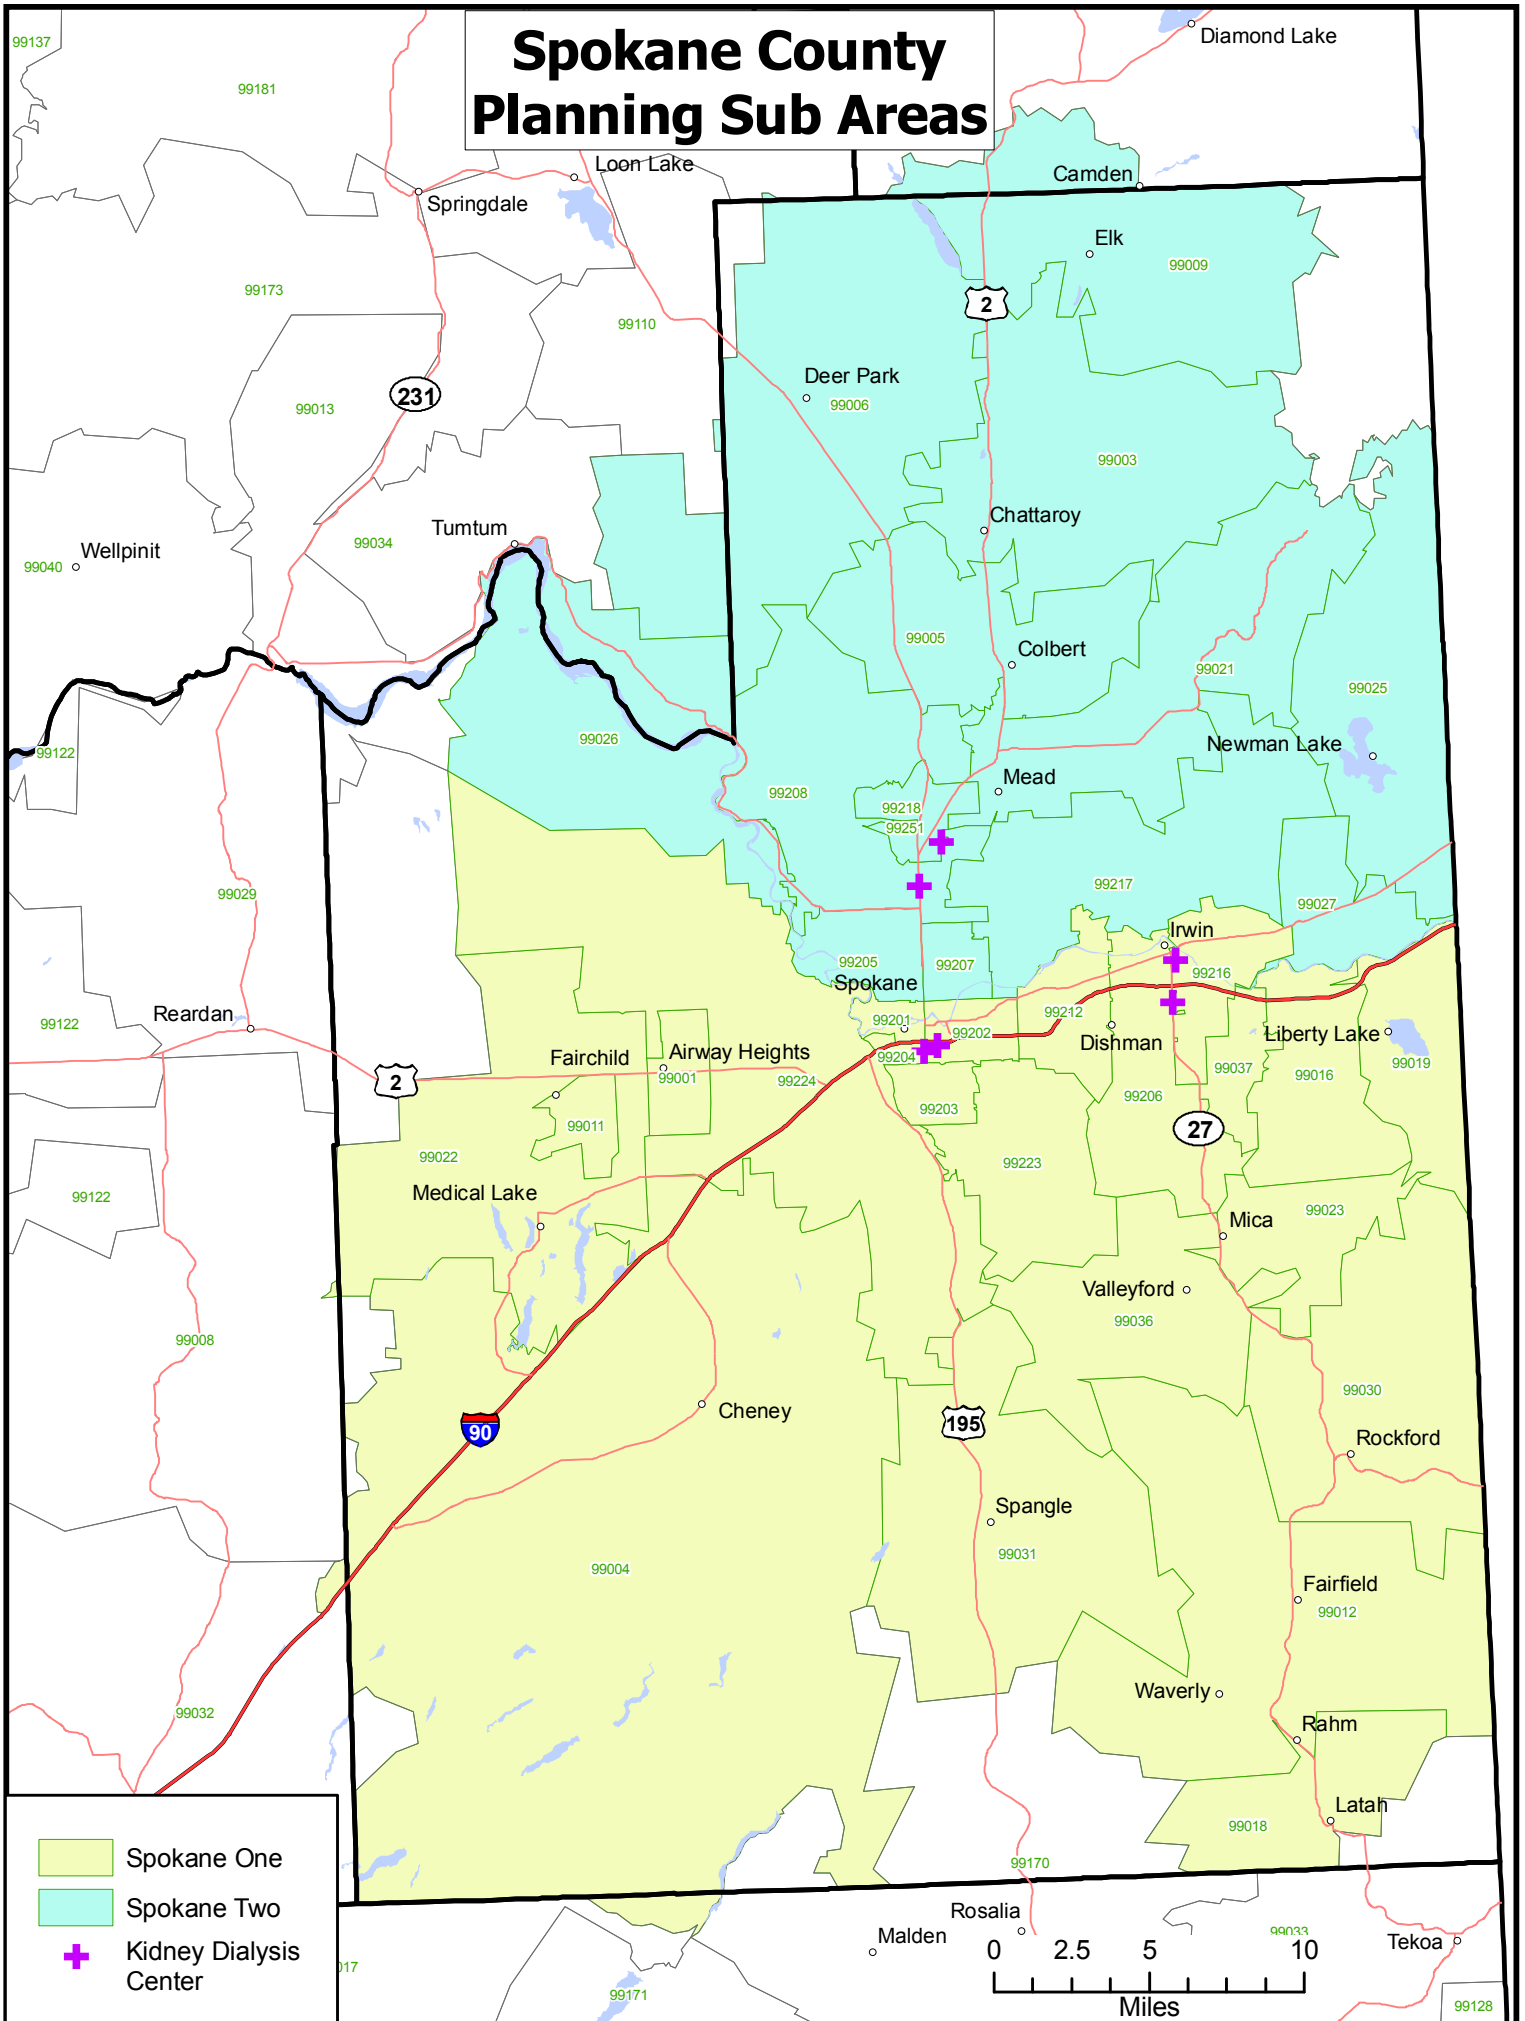 Spokane County
Planning Sub Areas
99137
Diamond Lake
99181
Loon Lake
Camden
Springdale
Elk
99009
99173
2
99110
Deer Park
231
99006
99013
99003
Chattaroy
Tumtum
99034
Wellpinit
99040
99005
Colbert
99021
99025
99026
Newman Lake
99122
Mead
99208
99218
99251
99217
99029
99027
Irwin
99205
99207
99216
Spokane
Reardan
99212
99201
99122
99202
Dishman
Liberty Lake
Fairchild
Airway Heights
99204
99019
99037
99016
2
99001
99224
99206
99203
99011
27
99022
99223
Medical Lake
99122
99023
Mica
Valleyford
99036
99008
99030
Cheney
195
90
Rockford
Spangle
99031
99004
Fairfield
99012
Waverly
99032
Rahm
Latah
99018
Spokane One
99170
Spokane Two
Rosalia
99033
Malden
Tekoa
Kidney Dialysis
Center
0 2.5 5 10
Miles
017
99171
99128